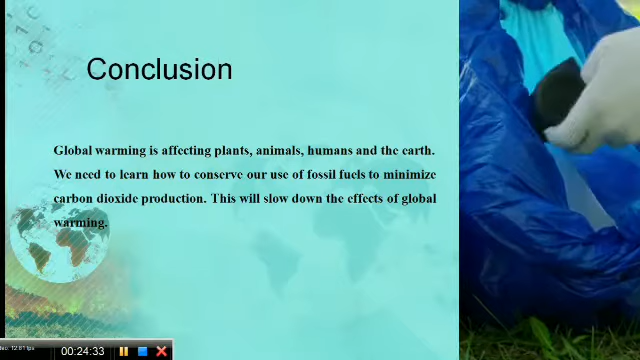 Conclusion
Global warming is affecting plants, animals, humans and the earth.
We need to learn how to conserve our use of fossil fuels to minimize
carbon dioxide production. This will slow down the effects of global
warming.
00:24:33